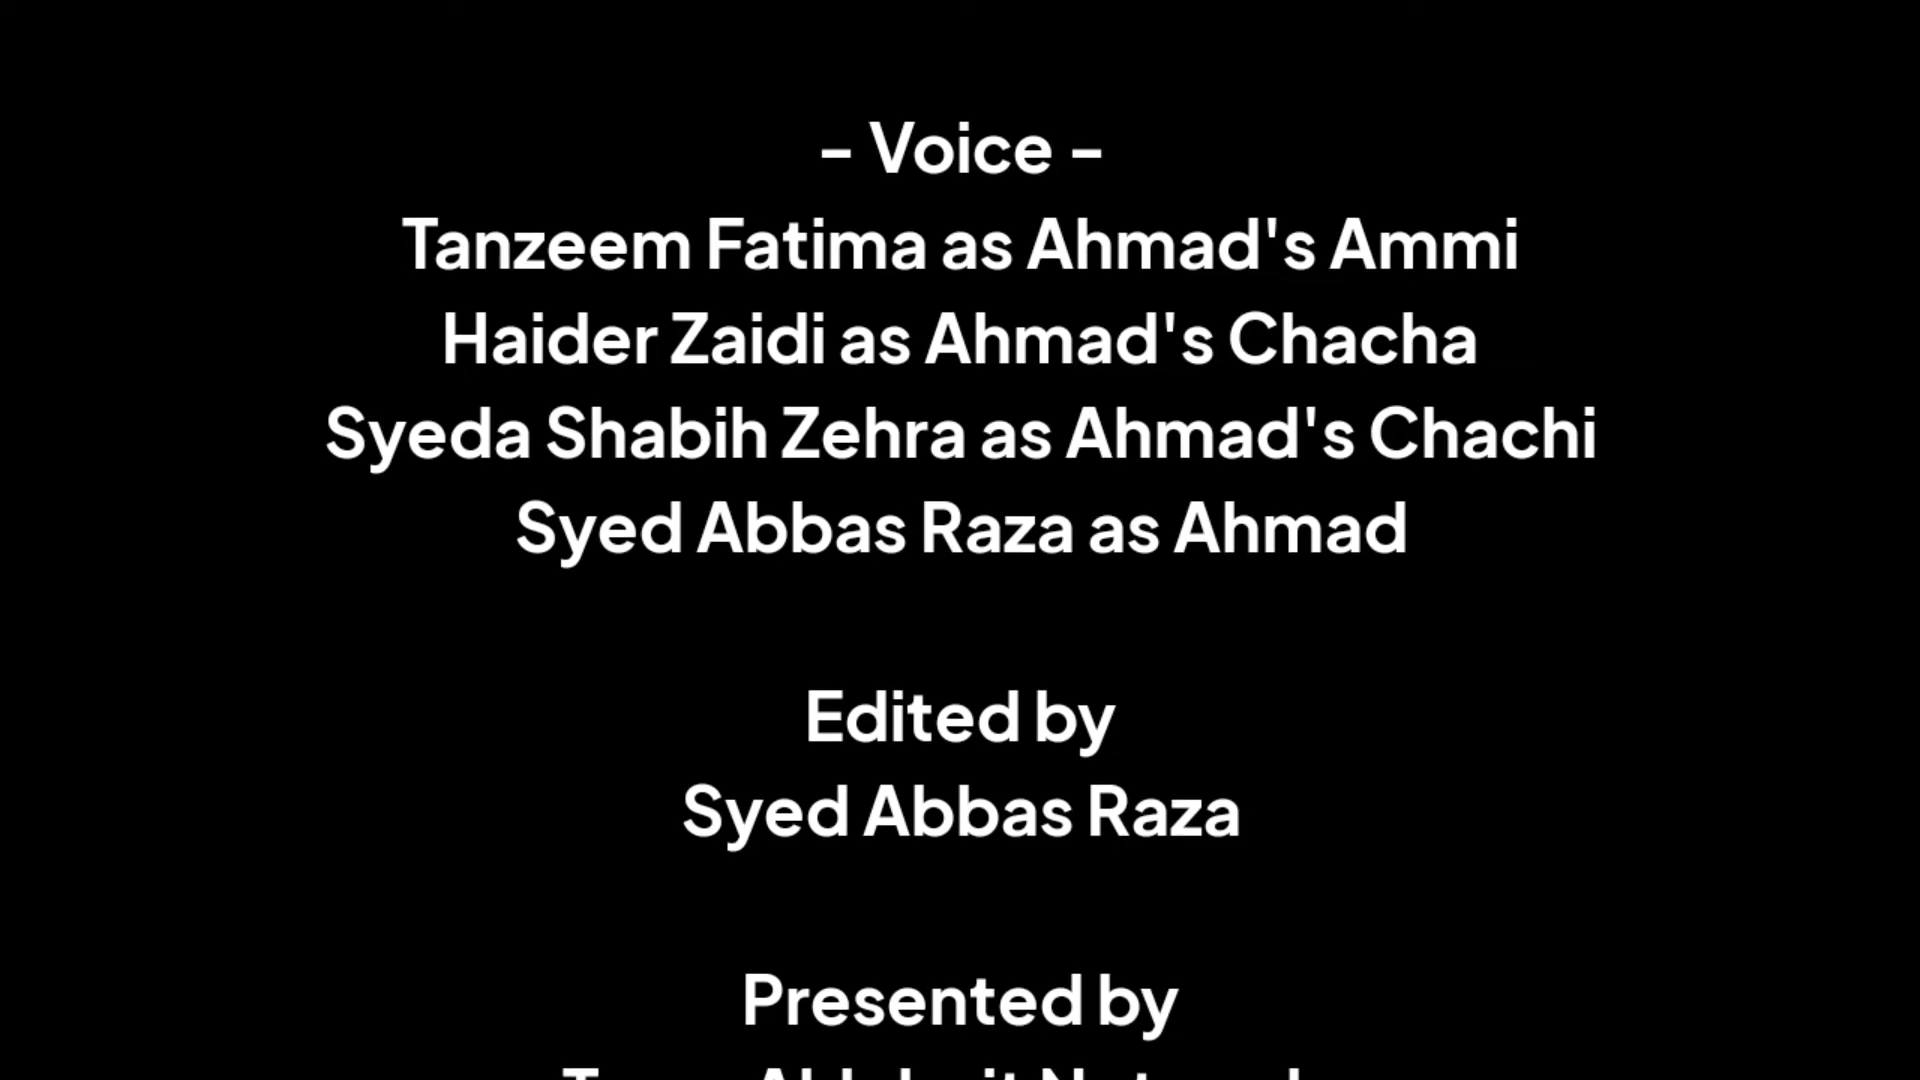 - Voice -
Tanzeem Fatima as Ahmad's Ammi
Haider Zaidi as Ahmad's Chacha
Syeda Shabih Zehra as Ahmad's Chachi
Syed Abbas Raza as Ahmad
Edited by
Syed Abbas Raza
Presented by